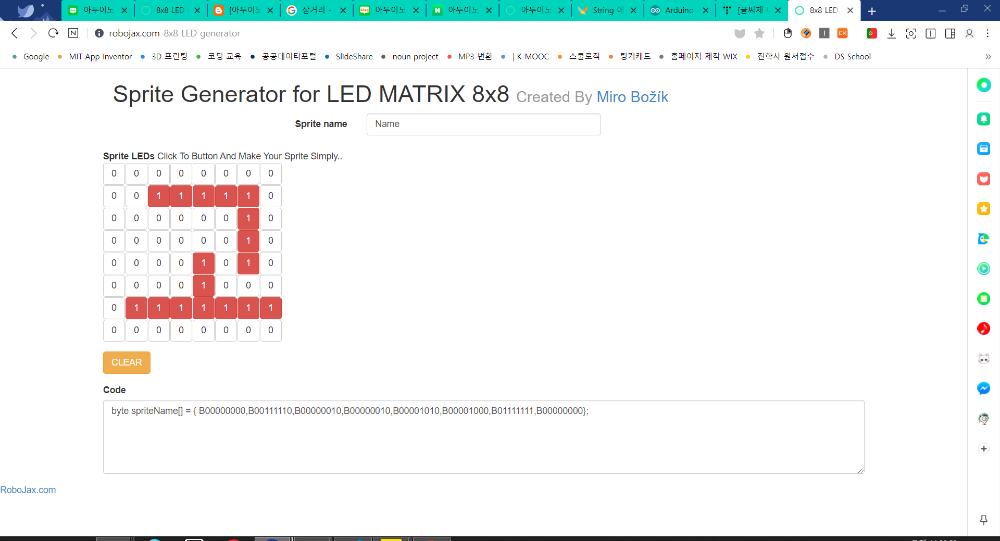 아두이노
8x8 LED
[아두이노
삼거리 -
아두이노
아두이노
아두이노
String 에
Arduino
[글씨체
8x8 LED
robojax.com 8x8 LED generator
Google MIT App Inventor 3D 프린팅 코딩 교육 공공데이터포털 SlideShare noun project MP3 변환 | K-MOOC 스쿨로직 팅커캐드 홈페이지 제작 WIX 진학사 원서접수 DS School
Sprite Generator for LED MATRIX 8x8 Created By Miro Božík
Sprite name Name
Sprite LEDs Click To Button And Make Your Sprite Simply..
0 0 0 0 0 0 0 0
0 0 1 1 1 1 1 0
0 0 0 0 0 0 1 0
0 0 0 0 0 0 1 0
0 0 0 0 1 0 1 0
0 0 0 0 1 0 0 0
0 1 1 1 1 1 1 1
0 0 0 0 0 0 0 0
CLEAR
Code
byte spriteName[] = { B00000000,B00111110,B00000010,B00000010,B00001010,B00001000,B01111111,B00000000};
RoboJax.com